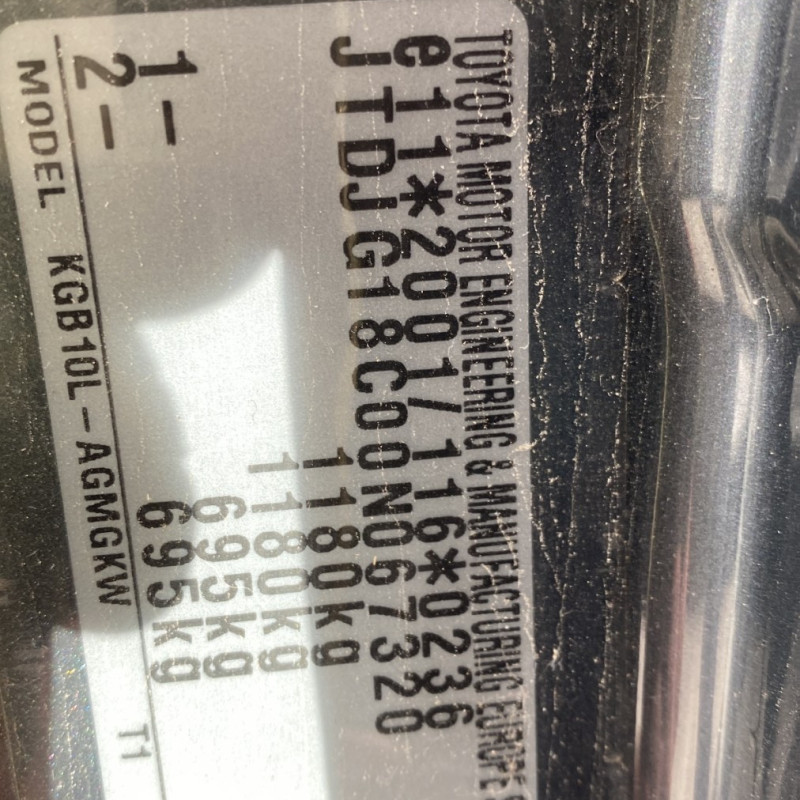 TOYOTA MOTOR ENGINEERING & MANUFACTURING EUROPE
e11*2001/116*0236
JTDJG18C00N067320
1180kg
1180kg
1- 695kg
2- 695kg
MODEL KGB10L-AGMGKW T1